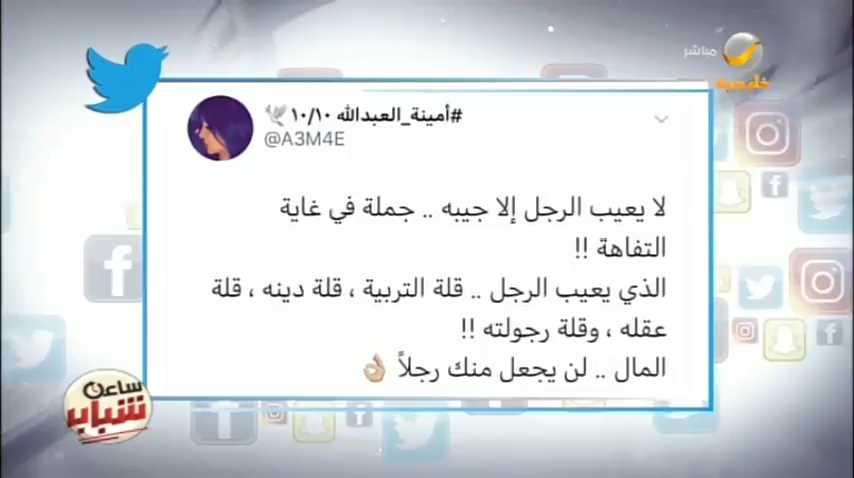 مباشر
خليجية
#أمينة_العبدالله ١٠/١٠
@A3M4E
لا يعيب الرجل إلا جيبه .. جملة في غاية
التفاهة !!
الذي يعيب الرجل .. قلة التربية ، قلة دينه ، قلة
عقله ، وقلة رجولته !!
المال .. لن يجعل منك رجلاً 👌🏼
ساعة
شباب